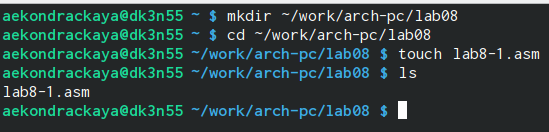 aekondrackaya@dk3n55 ~ $ mkdir ~/work/arch-pc/lab08
aekondrackaya@dk3n55 ~ $ cd ~/work/arch-pc/lab08
aekondrackaya@dk3n55 ~/work/arch-pc/lab08 $ touch lab8-1.asm
aekondrackaya@dk3n55 ~/work/arch-pc/lab08 $ ls
lab8-1.asm
aekondrackaya@dk3n55 ~/work/arch-pc/lab08 $